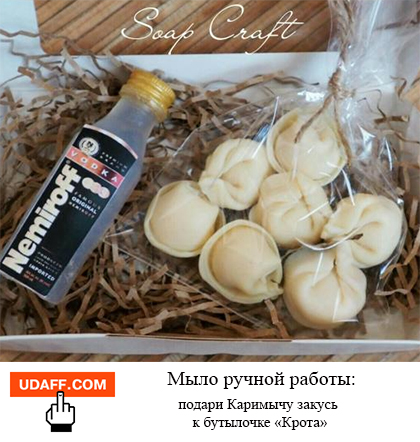 Soap Craft
VODKA
Nemiroff
ORIGINAL
IMPORTED
UDAFF.COM
Мыло ручной работы:
подари Каримычу закусь
к бутылочке «Крота»